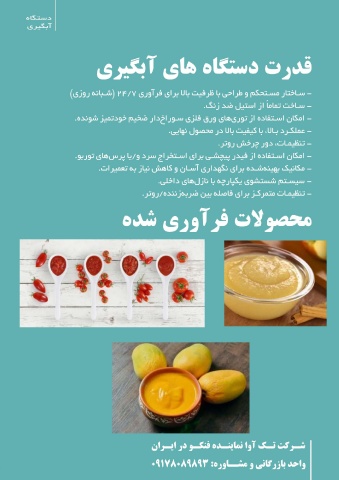 دستگاه
آبگیری
قدرت دستگاه های آبگیری
- ساختار مستحکم و طراحی با ظرفیت بالا برای فرآوری ۲۴/۷ (شبانه روزی)
- ساخت تماماً از استیل ضد زنگ.
- امکان استفاده از توری‌های ورق فلزی سوراخ‌دار ضخیم خودتمیز شونده.
- عملکرد بالا، با کیفیت بالا در محصول نهایی.
- تنظیمات، دور چرخش روتر.
- امکان استفاده از فیدر پیچشی برای استخراج سرد و/یا پرس‌های توربو.
- مکانیک بهینه‌شده برای نگهداری آسان و کاهش نیاز به تعمیرات.
- سیستم شستشوی یکپارچه با نازل‌های داخلی.
- تنظیمات متمرکز برای فاصله بین ضربه‌زننده/روتر.
محصولات فرآوری شده
شرکت تک آوا نماینده فنکو در ایران
واحد بازرگانی و مشاوره: ۰۹۱۷۸۰۸۹۸۹۳